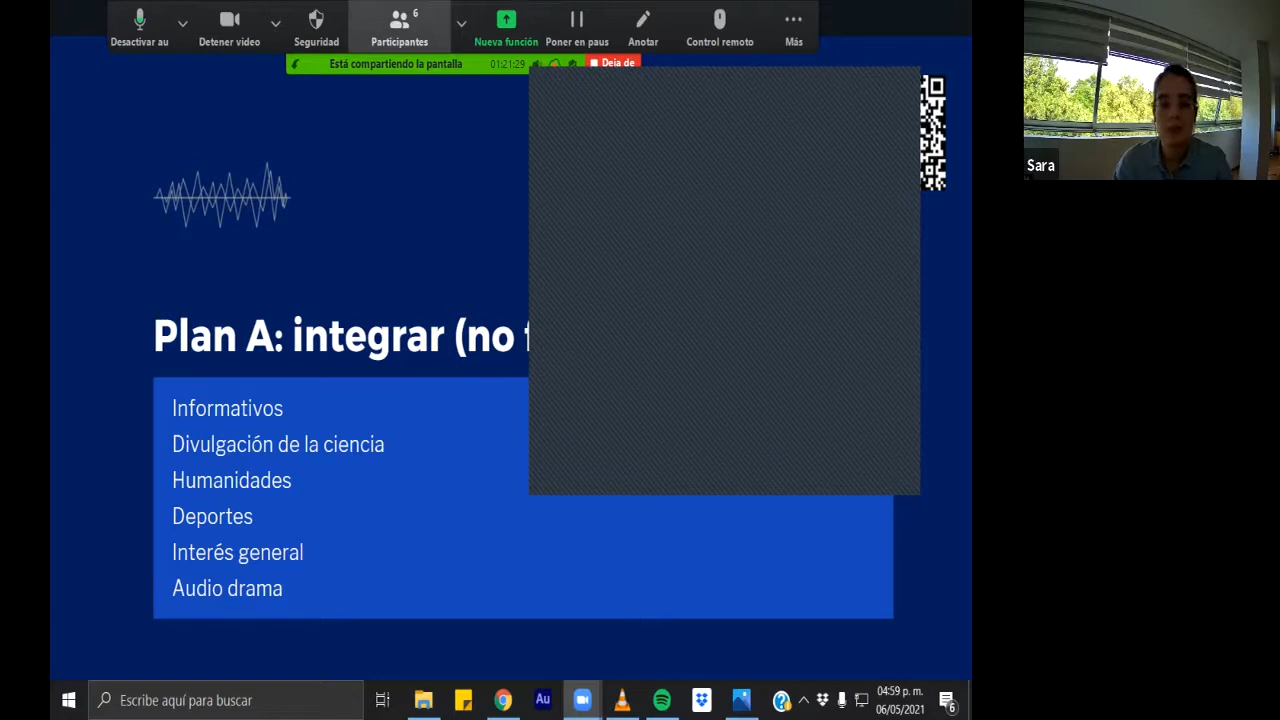 6
Desactivar au
Detener video
Seguridad
Participantes
Nueva función
Poner en paus
Anotar
Control remoto
Más
Está compartiendo la pantalla
01:21:29
Deja de
Sara
Plan A: integrar (no
Informativos
Divulgación de la ciencia
Humanidades
Deportes
Interés general
Audio drama
Escribe aquí para buscar
Au
04:59 p. m.
06/05/2021
6